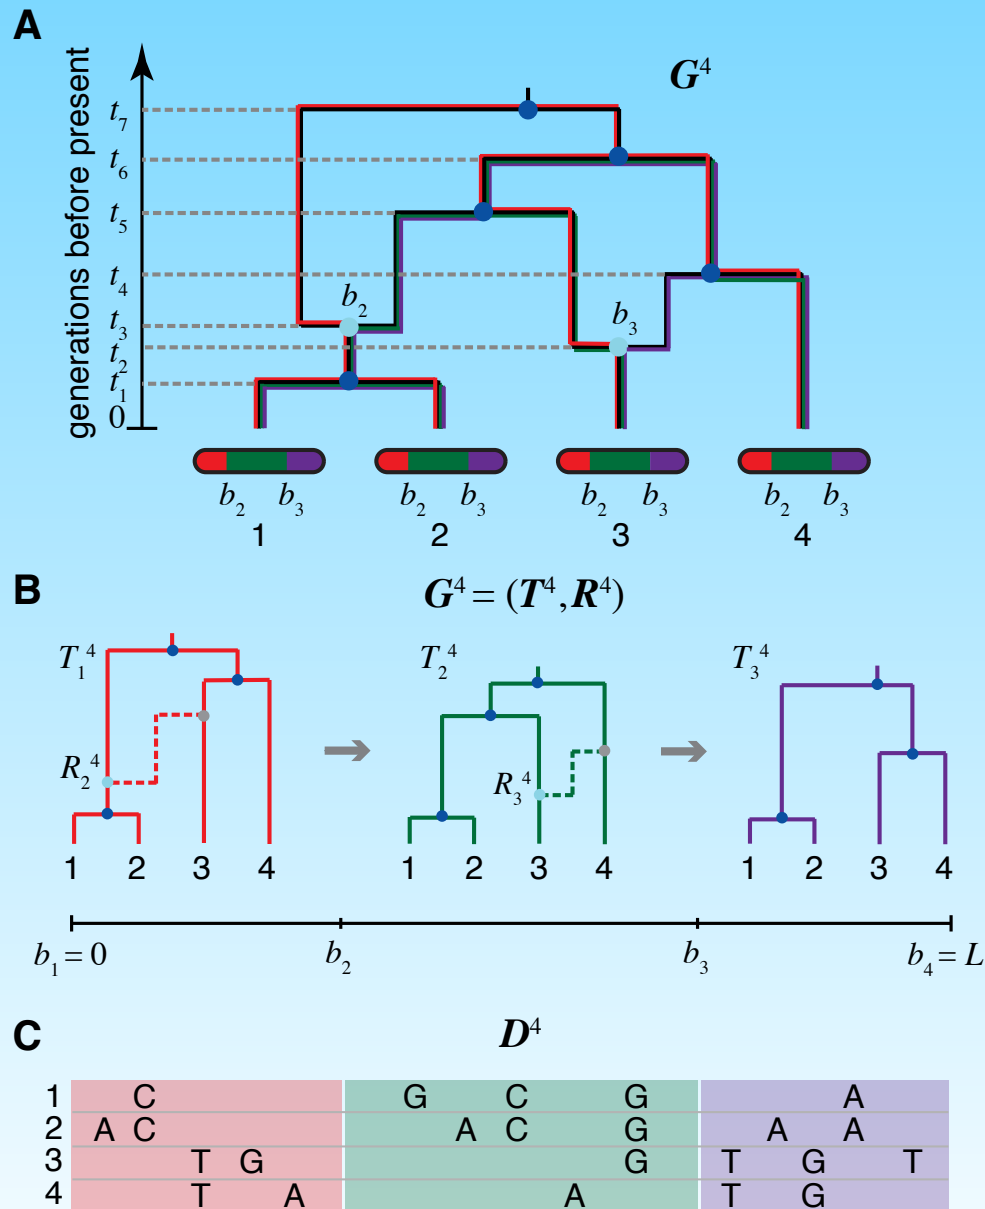 A
G⁴
generations before present
t₇
t₆
t₅
t₄
t₃
t₂
t₁
0
b₂
b₃
b₂ b₃ b₂ b₃ b₂ b₃ b₂ b₃
1 2 3 4
B
G⁴ = (T⁴, R⁴)
T₁⁴ T₂⁴ T₃⁴
R₂⁴ R₃⁴
1 2 3 4 1 2 3 4 1 2 3 4
b₁ = 0 b₂ b₃ b₄ = L
C
D⁴
1 C G C G A
2 A C A C G A A
3 T G G T G T
4 T A A T G